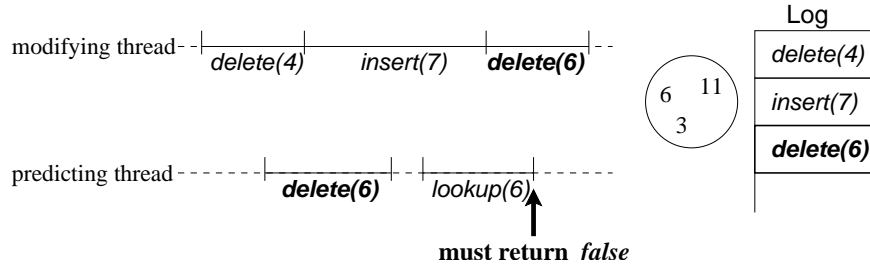 Log
modifying thread
delete(4) insert(7) delete(6)
delete(4)
6 11
3
insert(7)
delete(6)
predicting thread
delete(6) lookup(6)
must return false